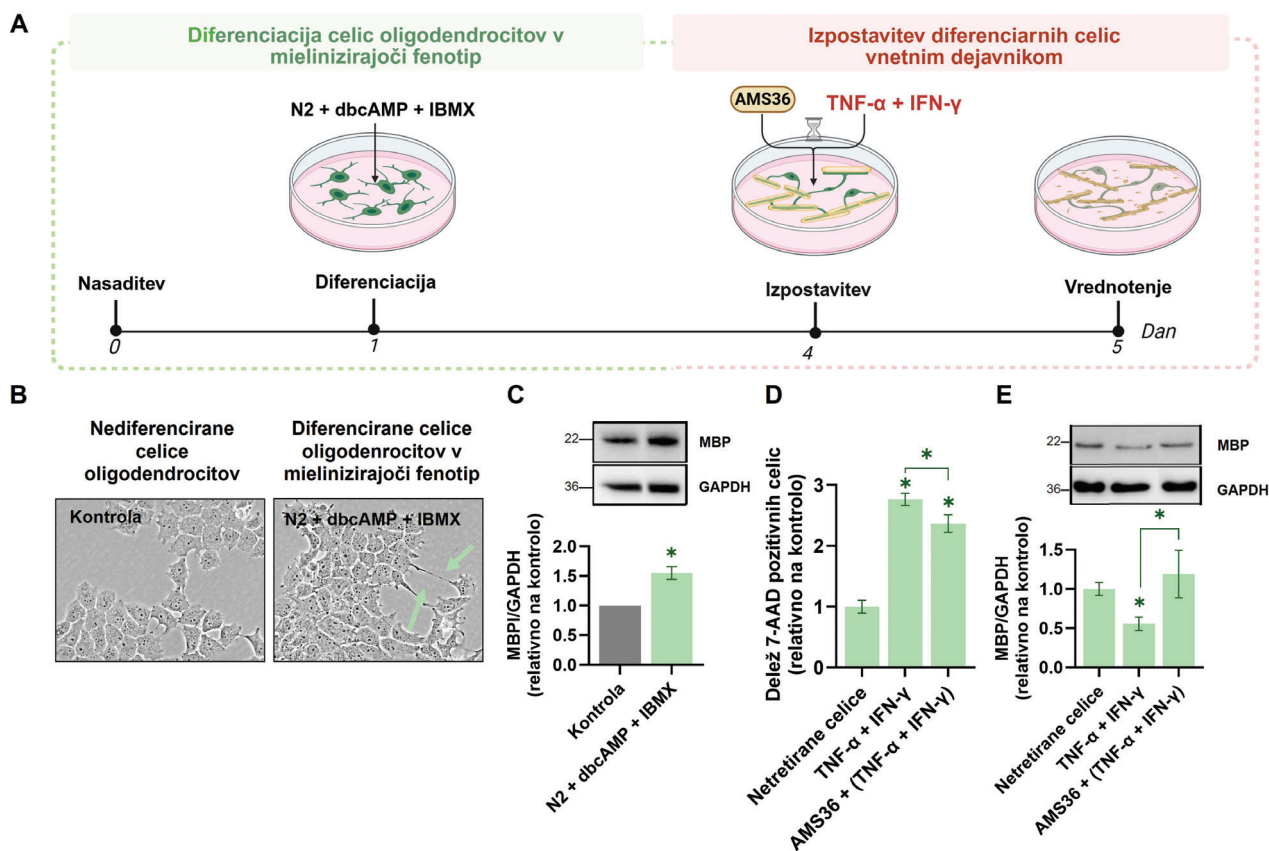 A
Diferenciacija celic oligodendrocitov v
mielinizirajoči fenotip
Izpostavitev diferenciarnih celic
vnetnim dejavnikom
N2 + dbcAMP + IBMX
AMS36
TNF-α + IFN-γ
Nasaditev
Diferenciacija
Izpostavitev
Vrednotenje
0
1
4
5
Dan
B
Nediferencirane
celice
oligodendrocitov
Diferencirane celice
oligodenrocitov v
mielinizirajoči fenotip
Kontrola
N2 + dbcAMP + IBMX
C
22
MBP
36
GAPDH
MBPl/GAPDH
(relativno na kontrolo)
2.0
1.5
1.0
0.5
0.0
*
Kontrola
N2 + dbcAMP + IBMX
D
Delež 7-AAD pozitivnih celic
(relativno na kontrolo)
3
2
1
0
*
*
*
Netretirane celice
TNF-α + IFN-γ
AMS36 + (TNF-α + IFN-γ)
E
22
MBP
36
GAPDH
MBPl/GAPDH
(relativno na kontrolo)
2.0
1.5
1.0
0.5
0.0
*
*
Netretirane celice
TNF-α + IFN-γ
AMS36 + (TNF-α + IFN-γ)